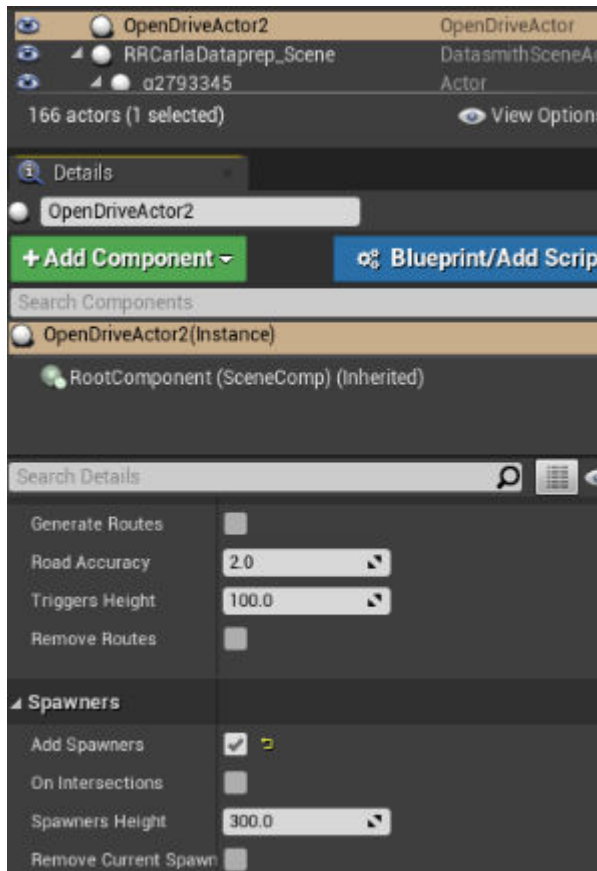 OpenDriveActor2 OpenDriveActor
RRCarlaDataprep_Scene DatasmithSceneA
a2793345 Actor
166 actors (1 selected) View Options
Details
OpenDriveActor2
+Add Component Blueprint/Add Scrip
Search Components
OpenDriveActor2(Instance)
RootComponent (SceneComp) (Inherited)
Search Details
Generate Routes
Road Accuracy 2.0
Triggers Height 100.0
Remove Routes
Spawners
Add Spawners
On Intersections
Spawners Height 300.0
Remove Current Spawn